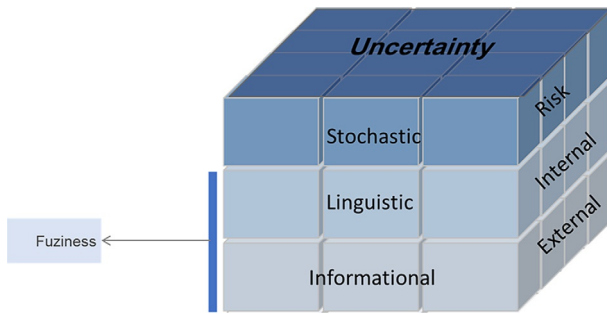 Uncertainty
Stochastic
Risk
Linguistic
Internal
Fuziness
Informational
External